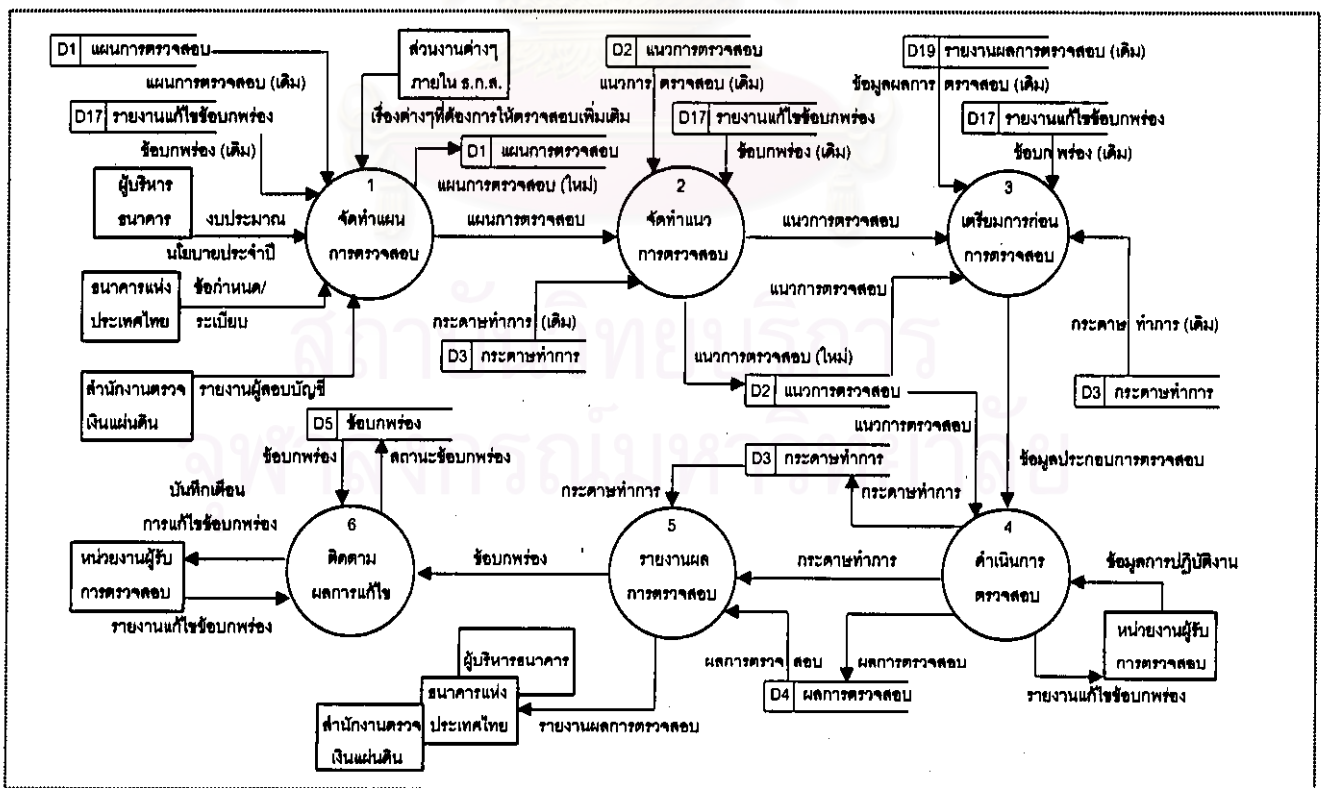 D1 แผนการตรวจสอบ
แผนการตรวจสอบ (เดิม)
D17 รายงานแก้ไขข้อบกพร่อง
ข้อบกพร่อง (เดิม)
ผู้บริหาร
ธนาคาร
งบประมาณ
นโยบายประจำปี
ธนาคารแห่ง
ประเทศไทย
ข้อกำหนด/
ระเบียบ
สำนักงานตรวจ
เงินแผ่นดิน
รายงานผู้สอบบัญชี
ส่วนงานต่างๆ
ภายใน ธ.ก.ส.
เรื่องต่างๆที่ต้องการให้ตรวจสอบเพิ่มเติม
D1 แผนการตรวจสอบ
แผนการตรวจสอบ (ใหม่)
1
จัดทำแผน
การตรวจสอบ
แผนการตรวจสอบ
D2 แนวการตรวจสอบ
แนวการ ตรวจสอบ (เดิม)
D17 รายงานแก้ไขข้อบกพร่อง
ข้อบกพร่อง (เดิม)
2
จัดทำแนว
การตรวจสอบ
แนวการตรวจสอบ
กระดาษทำการ (เดิม)
D3 กระดาษทำการ
แนวการตรวจสอบ (ใหม่)
D2 แนวการตรวจสอบ
แนวการตรวจสอบ
แนวการตรวจสอบ
D19 รายงานผลการตรวจสอบ (เดิม)
ข้อมูลผลการ ตรวจสอบ (เดิม)
D17 รายงานแก้ไขข้อบกพร่อง
ข้อบกพร่อง (เดิม)
3
เตรียมการก่อน
การตรวจสอบ
กระดาษ ทำการ (เดิม)
D3 กระดาษทำการ
ข้อมูลประกอบการตรวจสอบ
D5 ข้อบกพร่อง
ข้อบกพร่อง
สถานะข้อบกพร่อง
บันทึกเตือน
การแก้ไขข้อบกพร่อง
หน่วยงานผู้รับ
การตรวจสอบ
รายงานแก้ไขข้อบกพร่อง
6
ติดตาม
ผลการแก้ไข
ข้อบกพร่อง
D3 กระดาษทำการ
กระดาษทำการ
กระดาษทำการ
5
รายงานผล
การตรวจสอบ
กระดาษทำการ
4
ดำเนินการ
ตรวจสอบ
ข้อมูลการปฏิบัติงาน
หน่วยงานผู้รับ
การตรวจสอบ
รายงานแก้ไขข้อบกพร่อง
ผลการตรวจ สอบ
ผลการตรวจสอบ
D4 ผลการตรวจสอบ
ผู้บริหารธนาคาร
ธนาคารแห่ง
ประเทศไทย
สำนักงานตรวจ
เงินแผ่นดิน
รายงานผลการตรวจสอบ
สถาบันวิทยบริการ
จุฬาลงกรณ์มหาวิทยาลัย